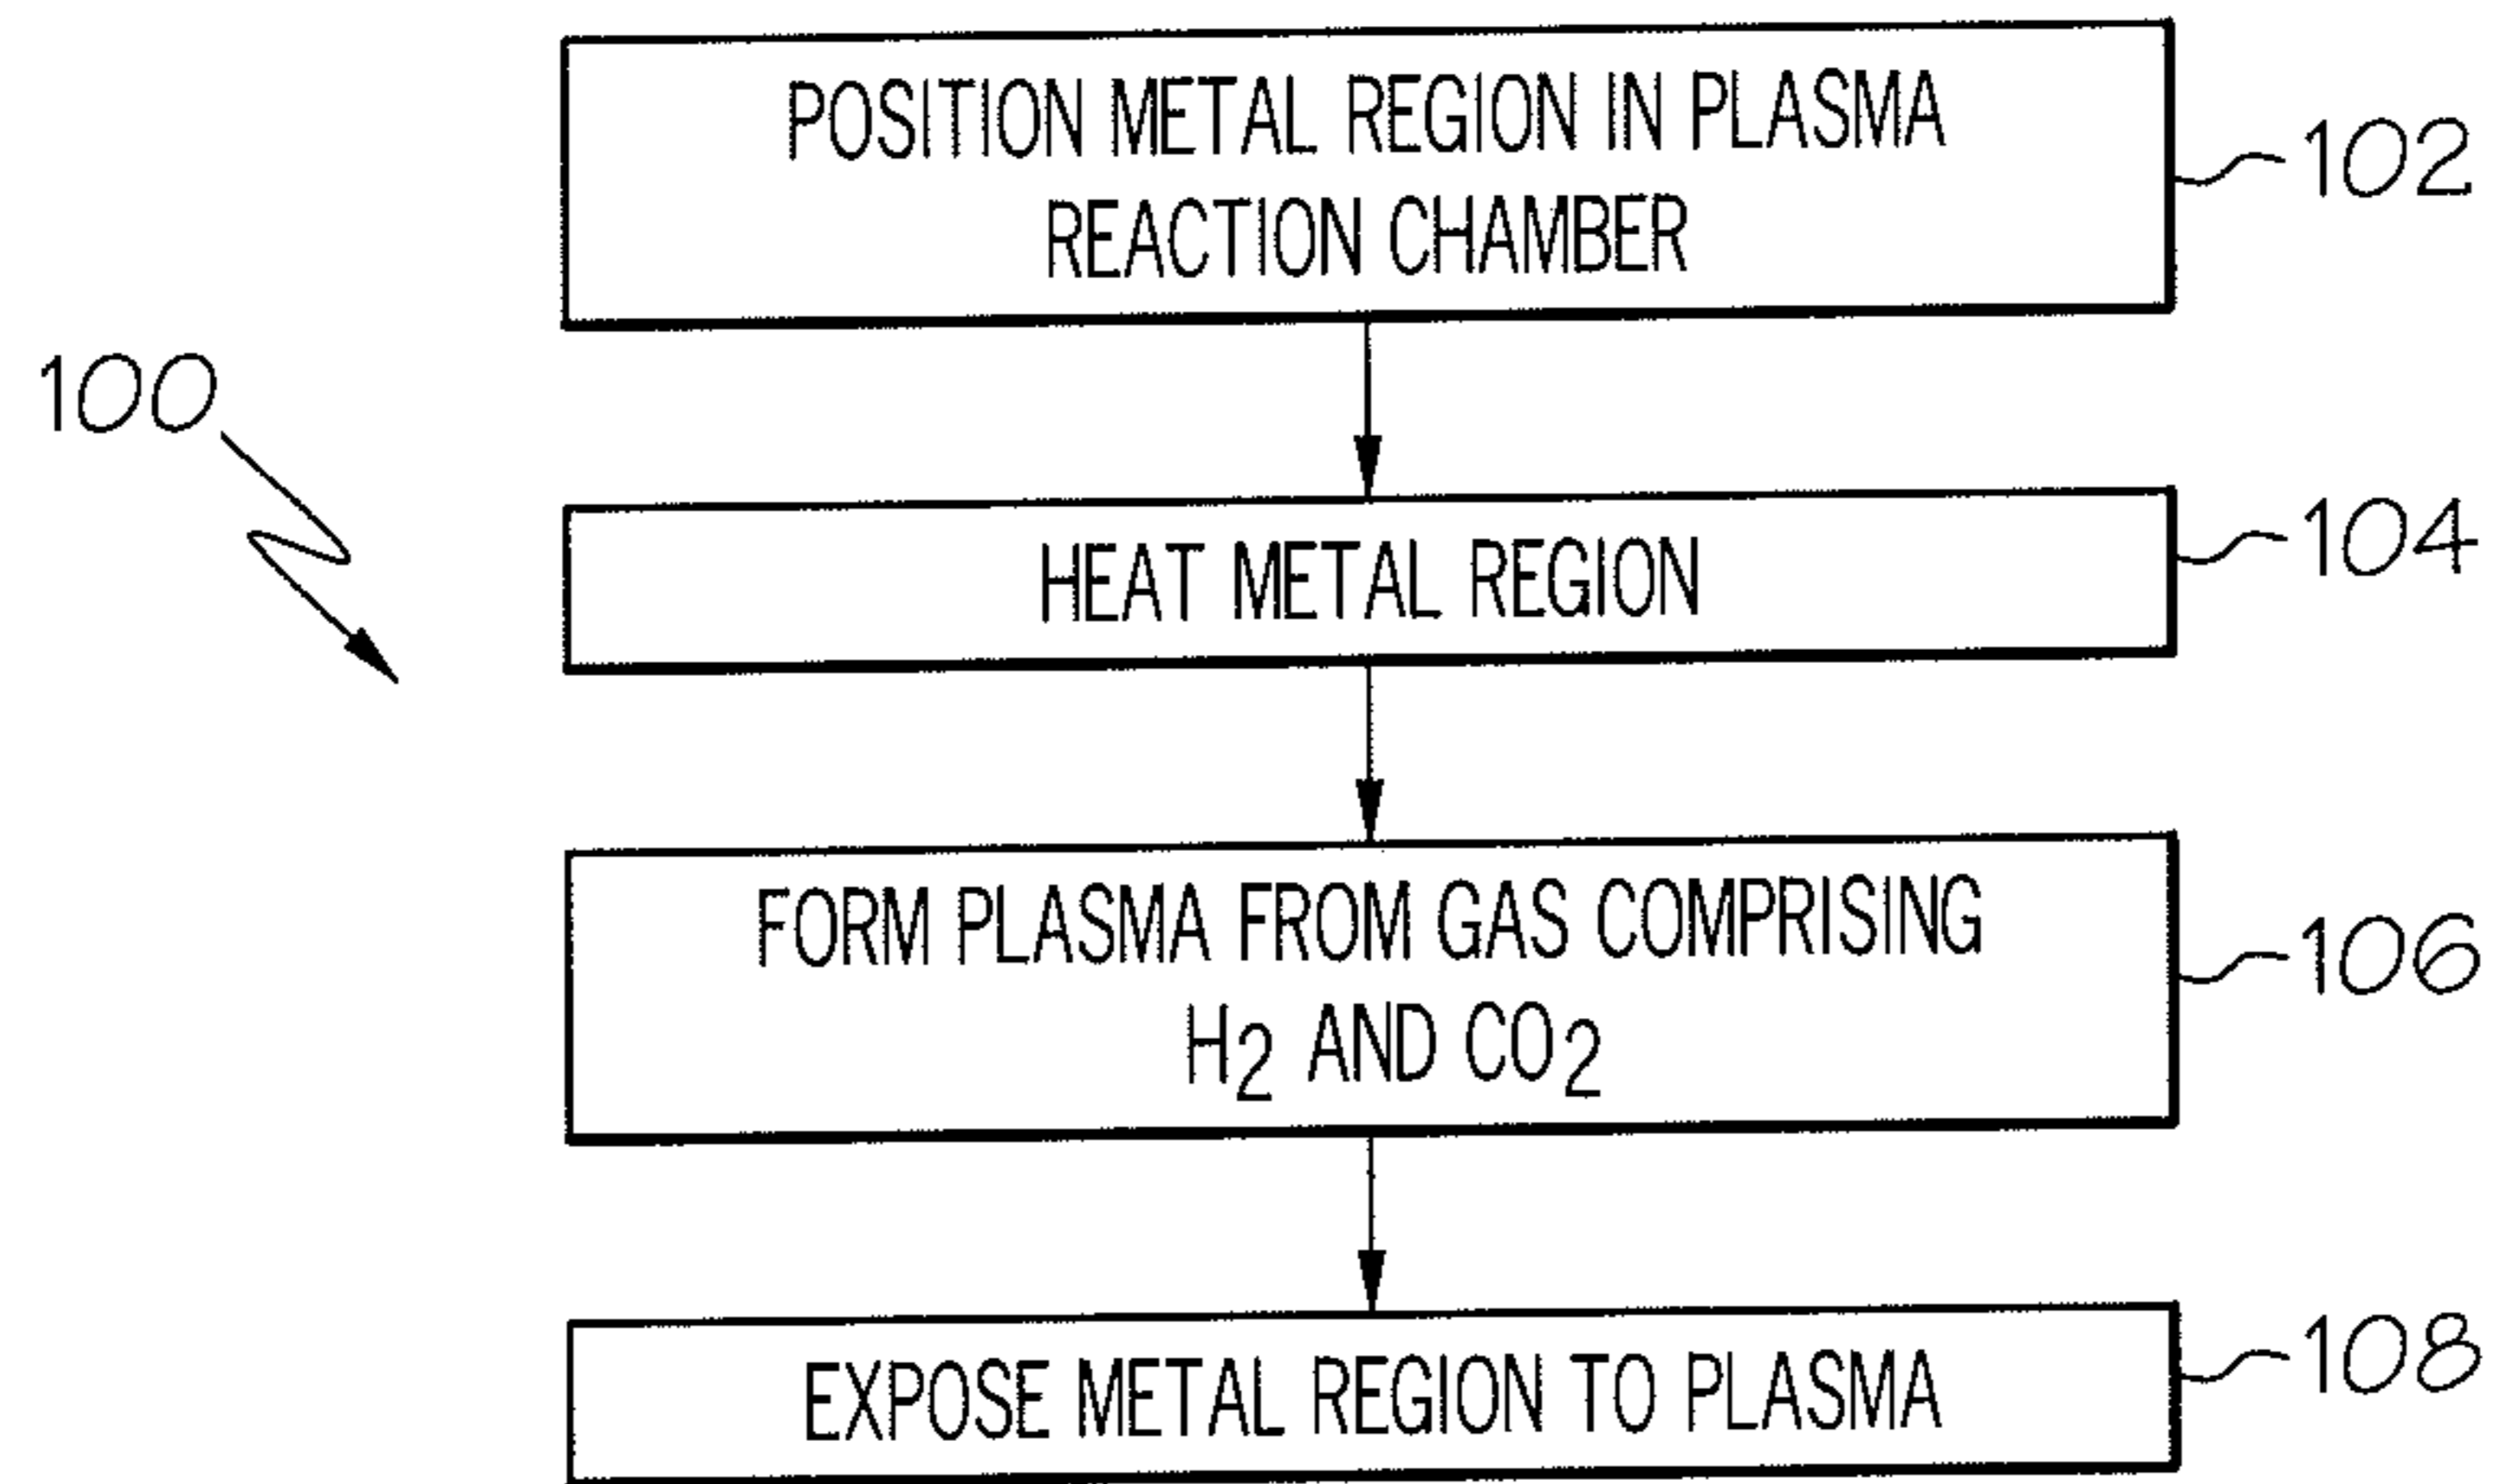 POSITION METAL REGION IN PLASMA
REACTION CHAMBER
102
100
HEAT METAL REGION
104
FORM PLASMA FROM GAS COMPRISING
H₂ AND CO₂
106
EXPOSE METAL REGION TO PLASMA
108